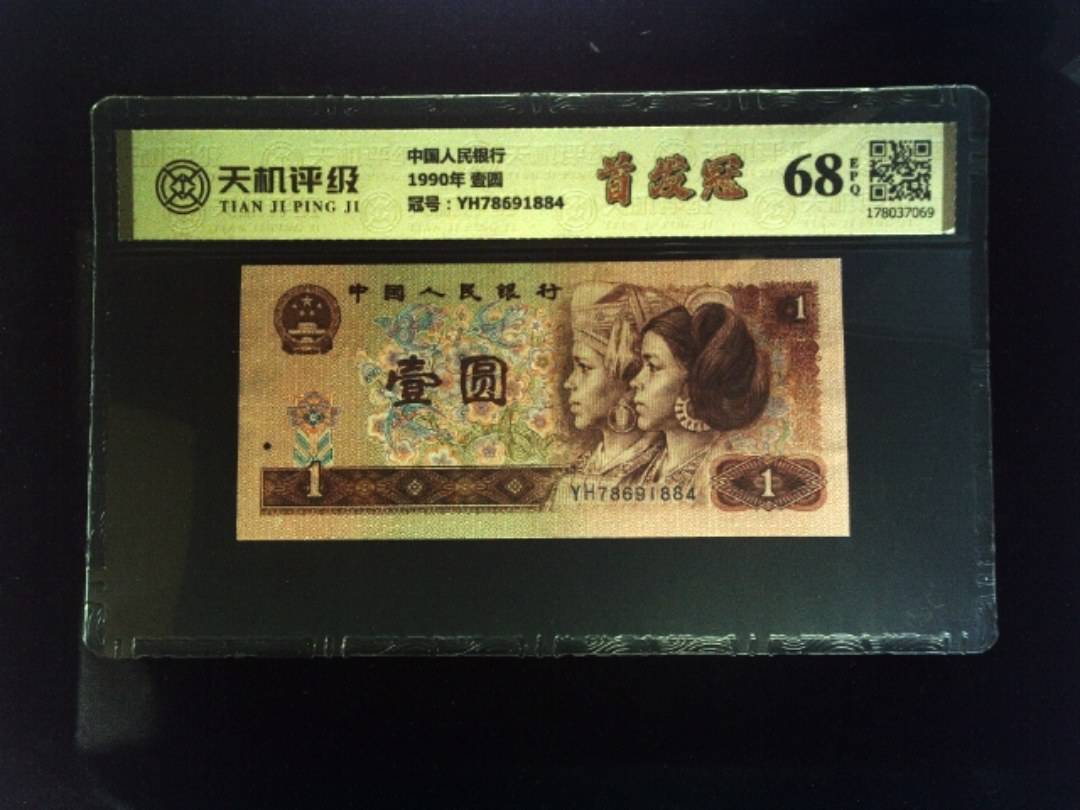 天机评级
TIAN JI PING JI
中国人民银行
1990年 壹圆
冠号：YH78691884
首发冠
68
EPQ
178037069
中国人民银行
1
壹圆
1
YH78691884
1